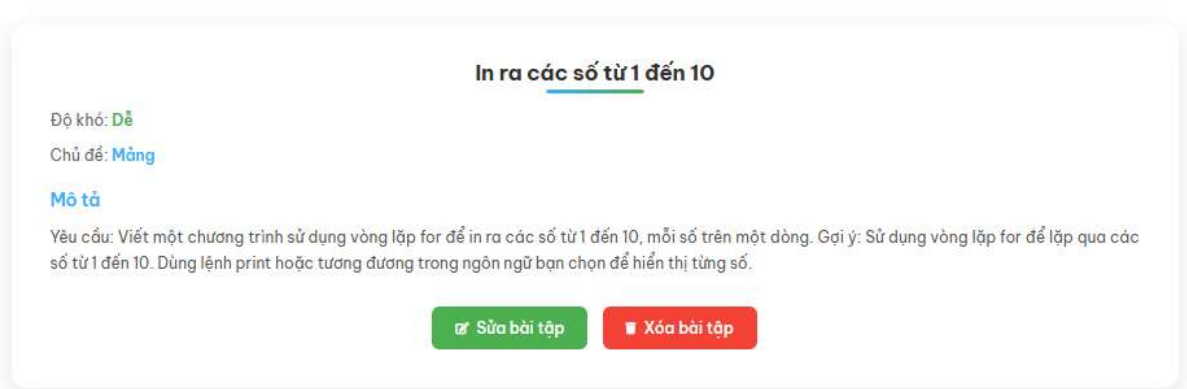 In ra các số từ 1 đến 10
Độ khó: Dễ
Chủ đề: Mảng
Mô tả
Yêu cầu: Viết một chương trình sử dụng vòng lặp for để in ra các số từ 1 đến 10, mỗi số trên một dòng. Gợi ý: Sử dụng vòng lặp for để lặp qua các
số từ 1 đến 10. Dùng lệnh print hoặc tương đương trong ngôn ngữ bạn chọn để hiển thị từng số.
Sửa bài tập Xóa bài tập